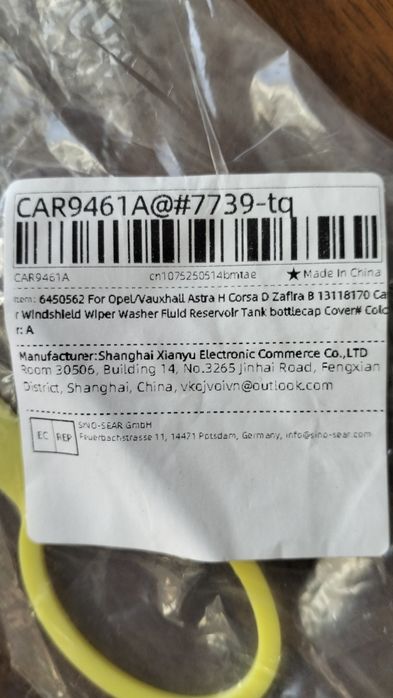 CAR9461A@#7739-tq
CAR9461A cn1075250514bmtae ★Made In China
Item: 6450562 For Opel/Vauxhall Astra H Corsa D Zafira B 13118170 Ca
r Windshield Wiper Washer Fluid Reservoir Tank bottlecap Cover# Colo
r: A
Manufacturer:Shanghai Xianyu Electronic Commerce Co.,LTD
Room 30506, Building 14, No.3265 Jinhai Road, Fengxian
District, Shanghai, China, vkojvoivn@outlook.com
EC REP
SINO-SEAR GmbH
Feuerbachstrasse 11, 14471 Potsdam, Germany, info@sino-sear.com